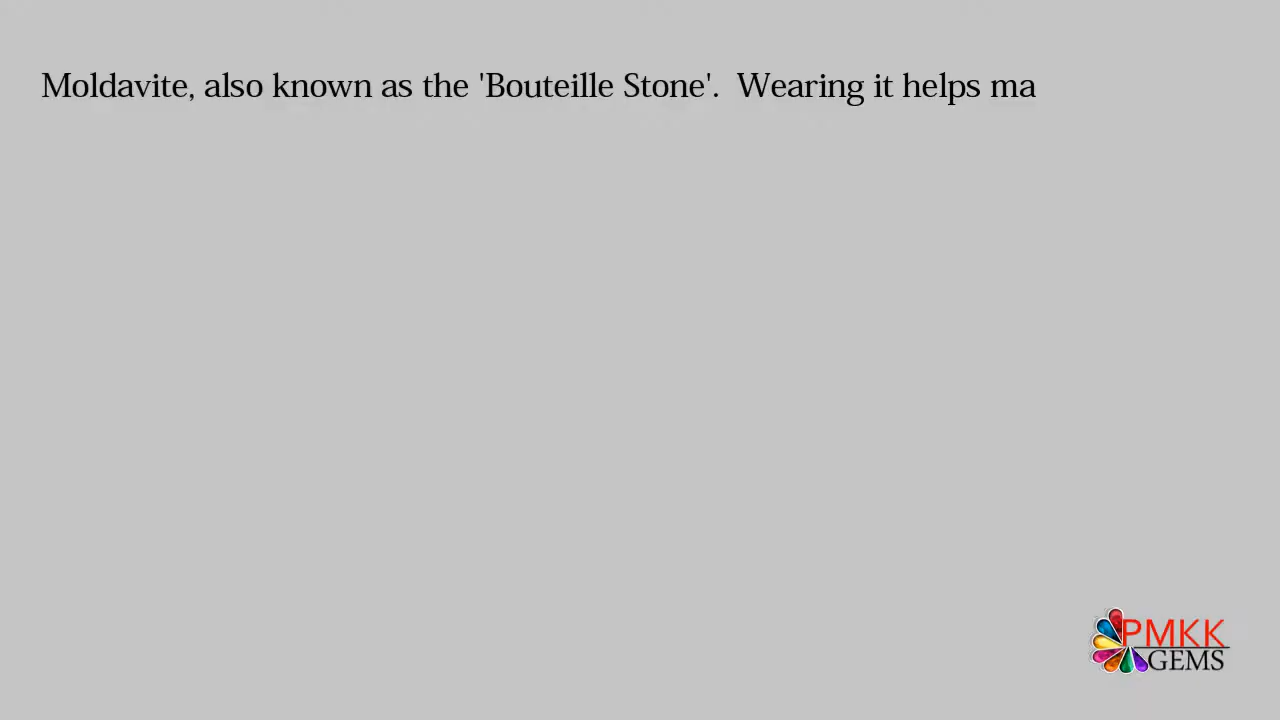 Moldavite, also known as the 'Bouteille Stone'.  Wearing it helps ma
PMKK
GEMS